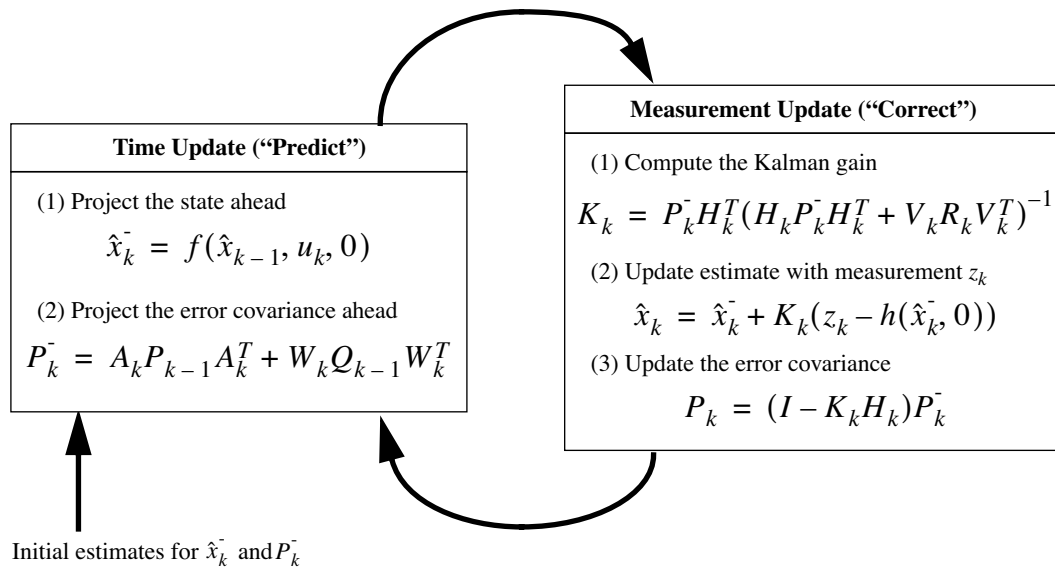 Time Update (“Predict”)
(1) Project the state ahead
x̂ₖ⁻ = f(x̂ₖ₋₁, uₖ, 0)
(2) Project the error covariance ahead
Pₖ⁻ = AₖPₖ₋₁Aₖᵀ + WₖQₖ₋₁Wₖᵀ
Initial estimates for x̂ₖ⁻ and Pₖ⁻
Measurement Update (“Correct”)
(1) Compute the Kalman gain
Kₖ = Pₖ⁻Hₖᵀ(HₖPₖ⁻Hₖᵀ + VₖRₖVₖᵀ)⁻¹
(2) Update estimate with measurement zₖ
x̂ₖ = x̂ₖ⁻ + Kₖ(zₖ – h(x̂ₖ⁻, 0))
(3) Update the error covariance
Pₖ = (I – KₖHₖ)Pₖ⁻